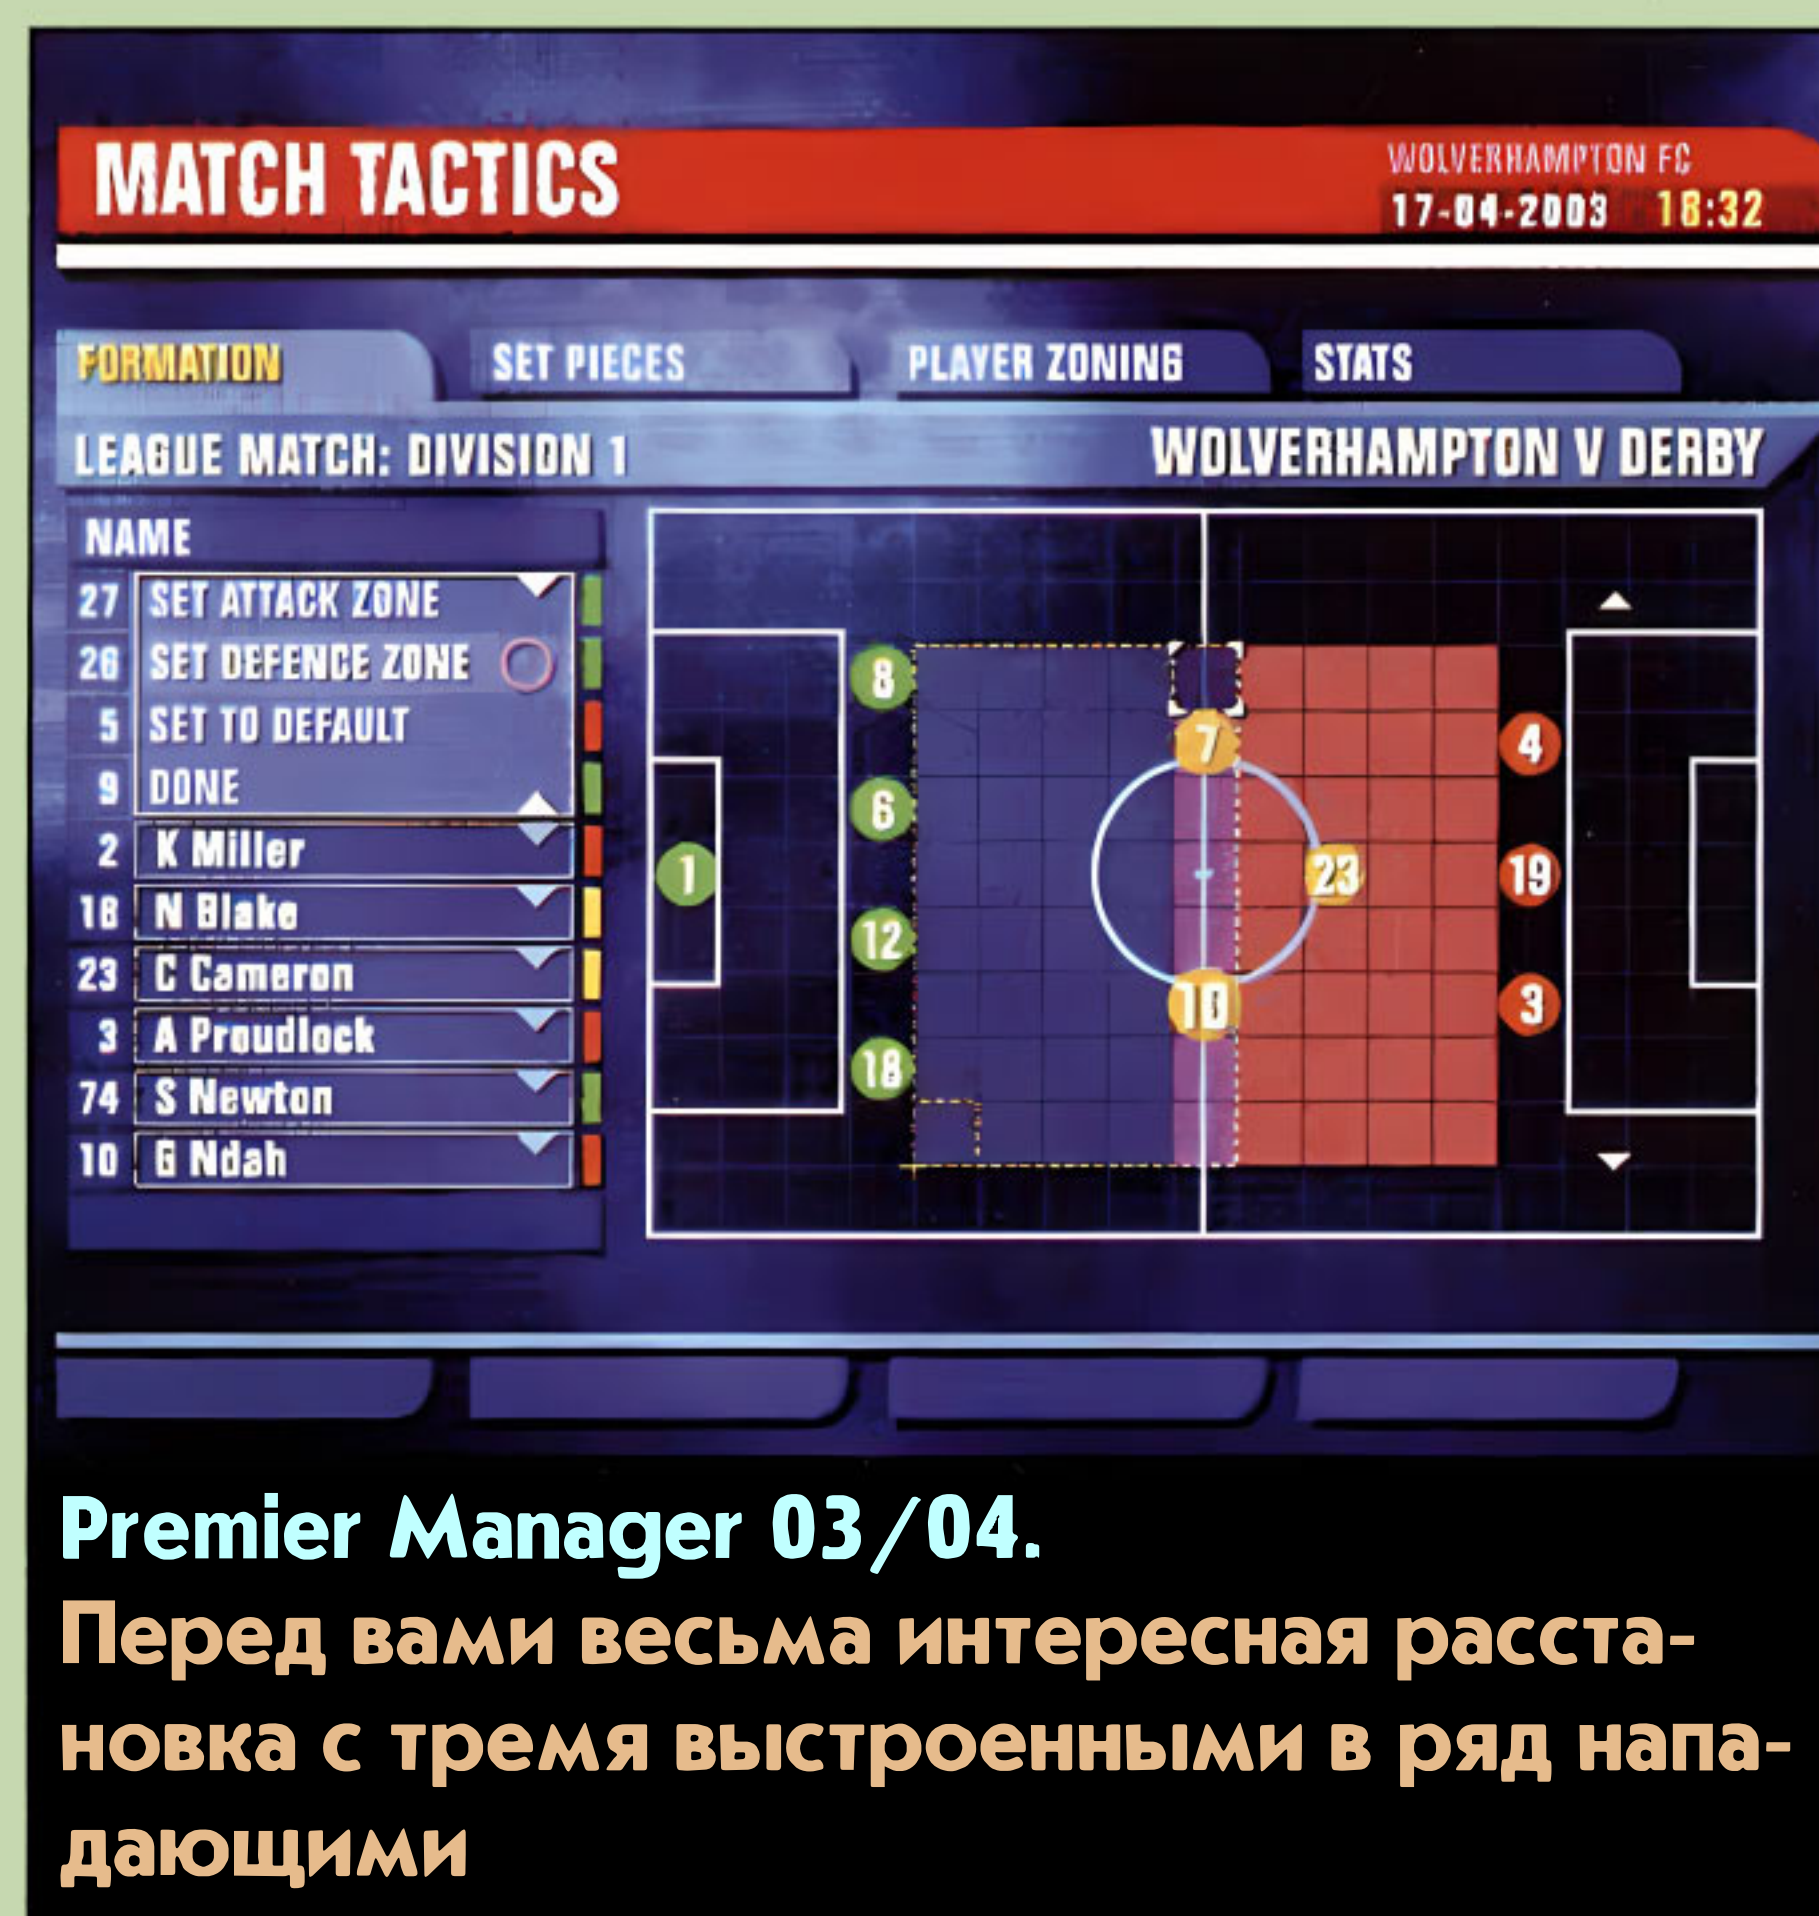 MATCH TACTICS
WOLVERHAMPTON FC
17-04-2003 18:32
FORMATION
SET PIECES
PLAYER ZONING
STATS
LEAGUE MATCH: DIVISION 1
WOLVERHAMPTON V DERBY
NAME
27 SET ATTACK ZONE
26 SET DEFENCE ZONE
5 SET TO DEFAULT
9 DONE
2 K Miller
18 N Blake
23 C Cameron
3 A Proudlock
74 S Newton
10 G Ndah
8
7
4
6
1
23
19
12
10
3
18
Premier Manager 03/04.
Перед вами весьма интересная расста-
новка с тремя выстроенными в ряд напа-
дающими